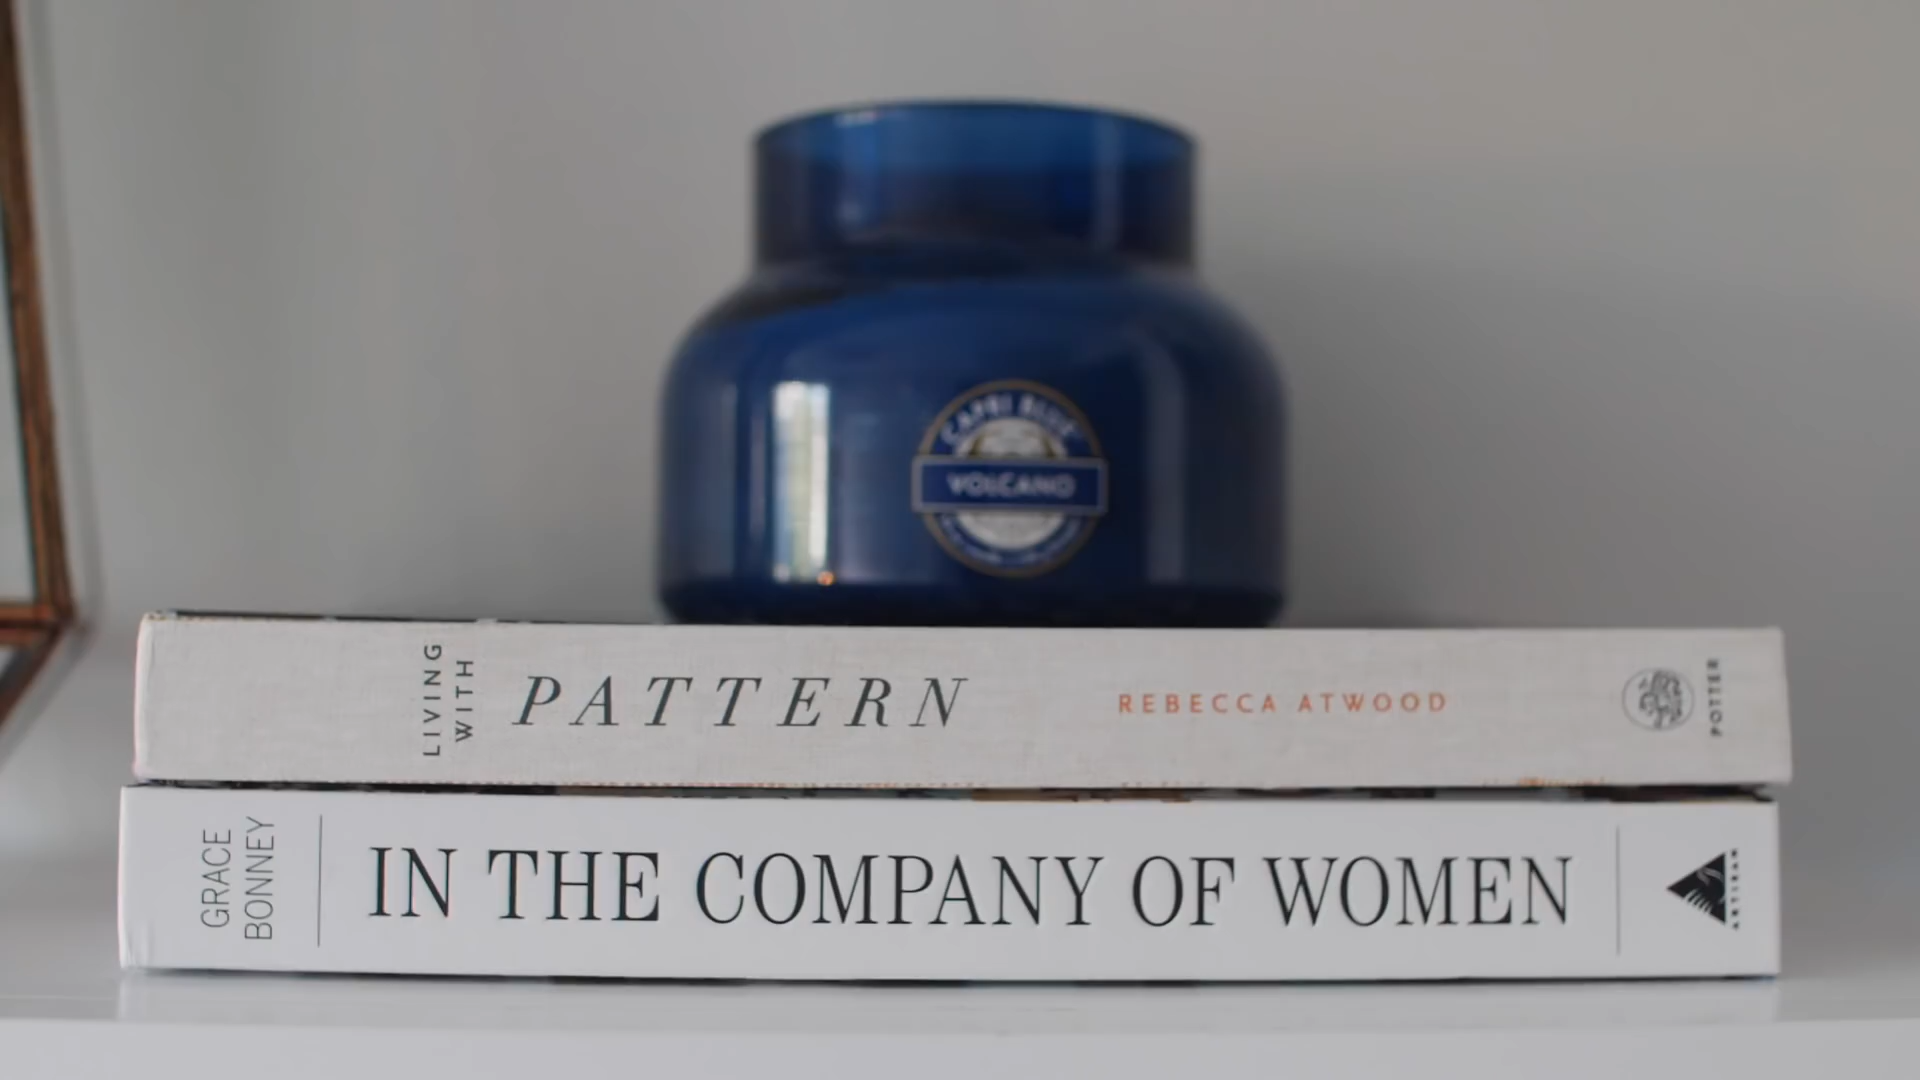 CAPRI BLUE
VOLCANO
LIVING
WITH
PATTERN
REBECCA ATWOOD
POTTER
GRACE
BONNEY
IN THE COMPANY OF WOMEN
ARTISAN